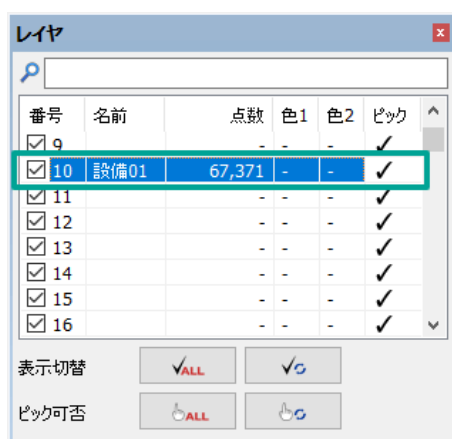 レイヤ
番号 名前 点数 色1 色2 ピック
9 - - -
10 設備01 67,371 - -
11 - - -
12 - - -
13 - - -
14 - - -
15 - - -
16 - - -
表示切替 ALL
ピック可否 ALL